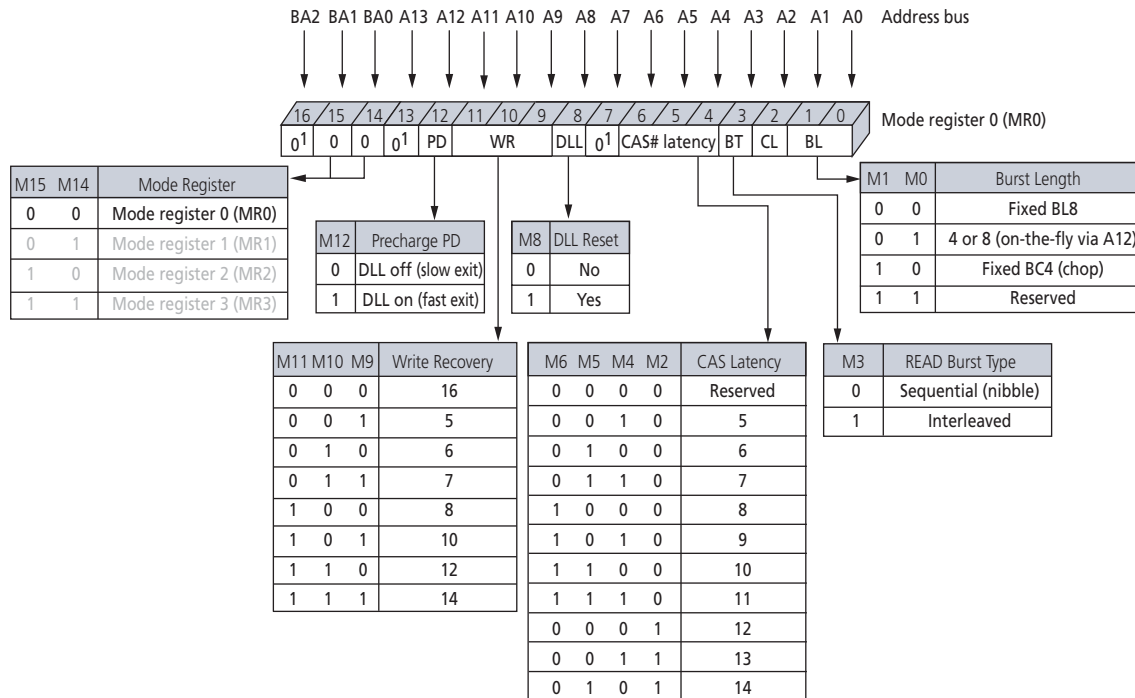 BA2 BA1 BA0 A13 A12 A11 A10 A9 A8 A7 A6 A5 A4 A3 A2 A1 A0 Address bus
16 15 14 13 12 11 10 9 8 7 6 5 4 3 2 1 0
Mode register 0 (MR0)
0¹ 0 0 0¹ PD WR DLL 0¹ CAS# latency BT CL BL
M15 M14 Mode Register
0 0 Mode register 0 (MR0)
0 1 Mode register 1 (MR1)
1 0 Mode register 2 (MR2)
1 1 Mode register 3 (MR3)
M12 Precharge PD
0 DLL off (slow exit)
1 DLL on (fast exit)
M8 DLL Reset
0 No
1 Yes
M1 M0 Burst Length
0 0 Fixed BL8
0 1 4 or 8 (on-the-fly via A12)
1 0 Fixed BC4 (chop)
1 1 Reserved
M11 M10 M9 Write Recovery
0 0 0 16
0 0 1 5
0 1 0 6
0 1 1 7
1 0 0 8
1 0 1 10
1 1 0 12
1 1 1 14
M6 M5 M4 M2 CAS Latency
0 0 0 0 Reserved
0 0 1 0 5
0 1 0 0 6
0 1 1 0 7
1 0 0 0 8
1 0 1 0 9
1 1 0 0 10
1 1 1 0 11
0 0 0 1 12
0 0 1 1 13
0 1 0 1 14
M3 READ Burst Type
0 Sequential (nibble)
1 Interleaved